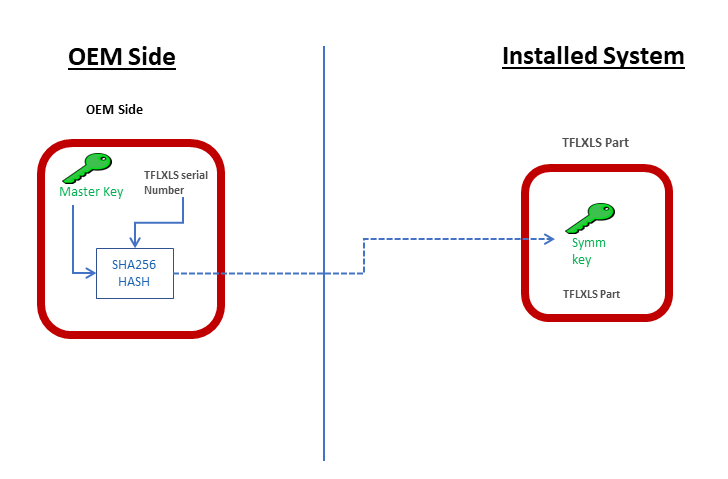 OEM Side
Installed System
OEM Side
TFLXLS Part
Master Key
TFLXLS serial
Number
SHA256
HASH
Symm
key
TFLXLS Part